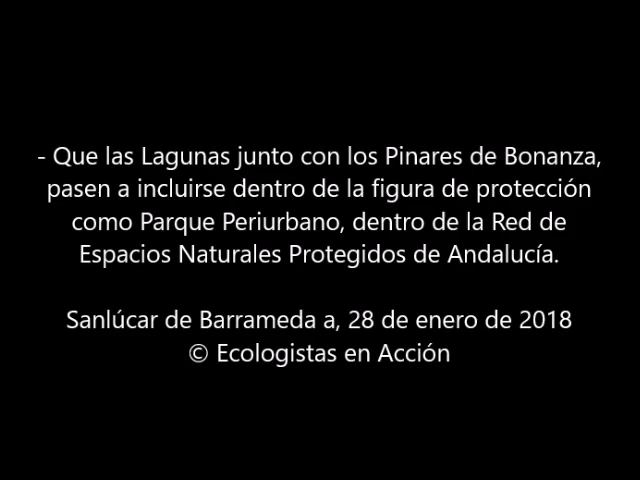 - Que las Lagunas junto con los Pinares de Bonanza,
pasen a incluirse dentro de la figura de protección
como Parque Periurbano, dentro de la Red de
Espacios Naturales Protegidos de Andalucía.
Sanlúcar de Barrameda a, 28 de enero de 2018
© Ecologistas en Acción